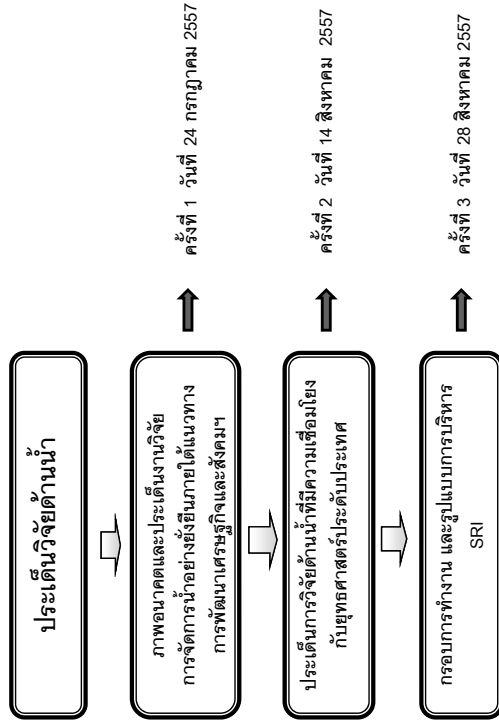 ประเด็นวิจัยด้านน้ำ
ภาพอนาคตและประเด็นงานวิจัย
การจัดการน้ำอย่างยั่งยืนภายใต้แนวทาง
การพัฒนาเศรษฐกิจและสังคมฯ
ครั้งที่ 1 วันที่ 24 กรกฎาคม 2557
ประเด็นการวิจัยด้านน้ำที่มีความเชื่อมโยง
กับยุทธศาสตร์ประดับประเทศ
ครั้งที่ 2 วันที่ 14 สิงหาคม 2557
กรอบการทำงาน และรูปแบบการบริหาร
SRI
ครั้งที่ 3 วันที่ 28 สิงหาคม 2557